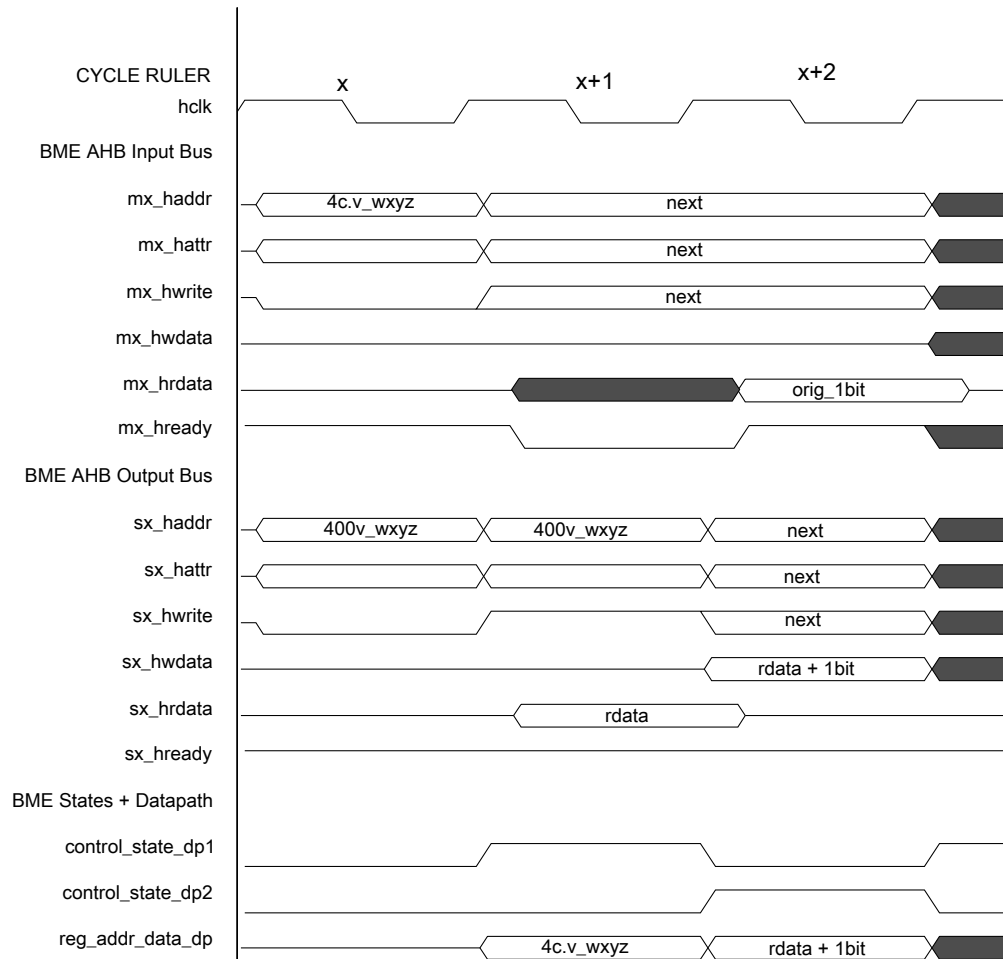 CYCLE RULER x x+1 x+2
hclk
BME AHB Input Bus
mx_haddr 4c.v_wxyz next
mx_hattr next
mx_hwrite next
mx_hwdata
mx_hrdata orig_1bit
mx_hready
BME AHB Output Bus
sx_haddr 400v_wxyz 400v_wxyz next
sx_hattr next
sx_hwrite next
sx_hwdata rdata + 1bit
sx_hrdata rdata
sx_hready
BME States + Datapath
control_state_dp1
control_state_dp2
reg_addr_data_dp 4c.v_wxyz rdata + 1bit